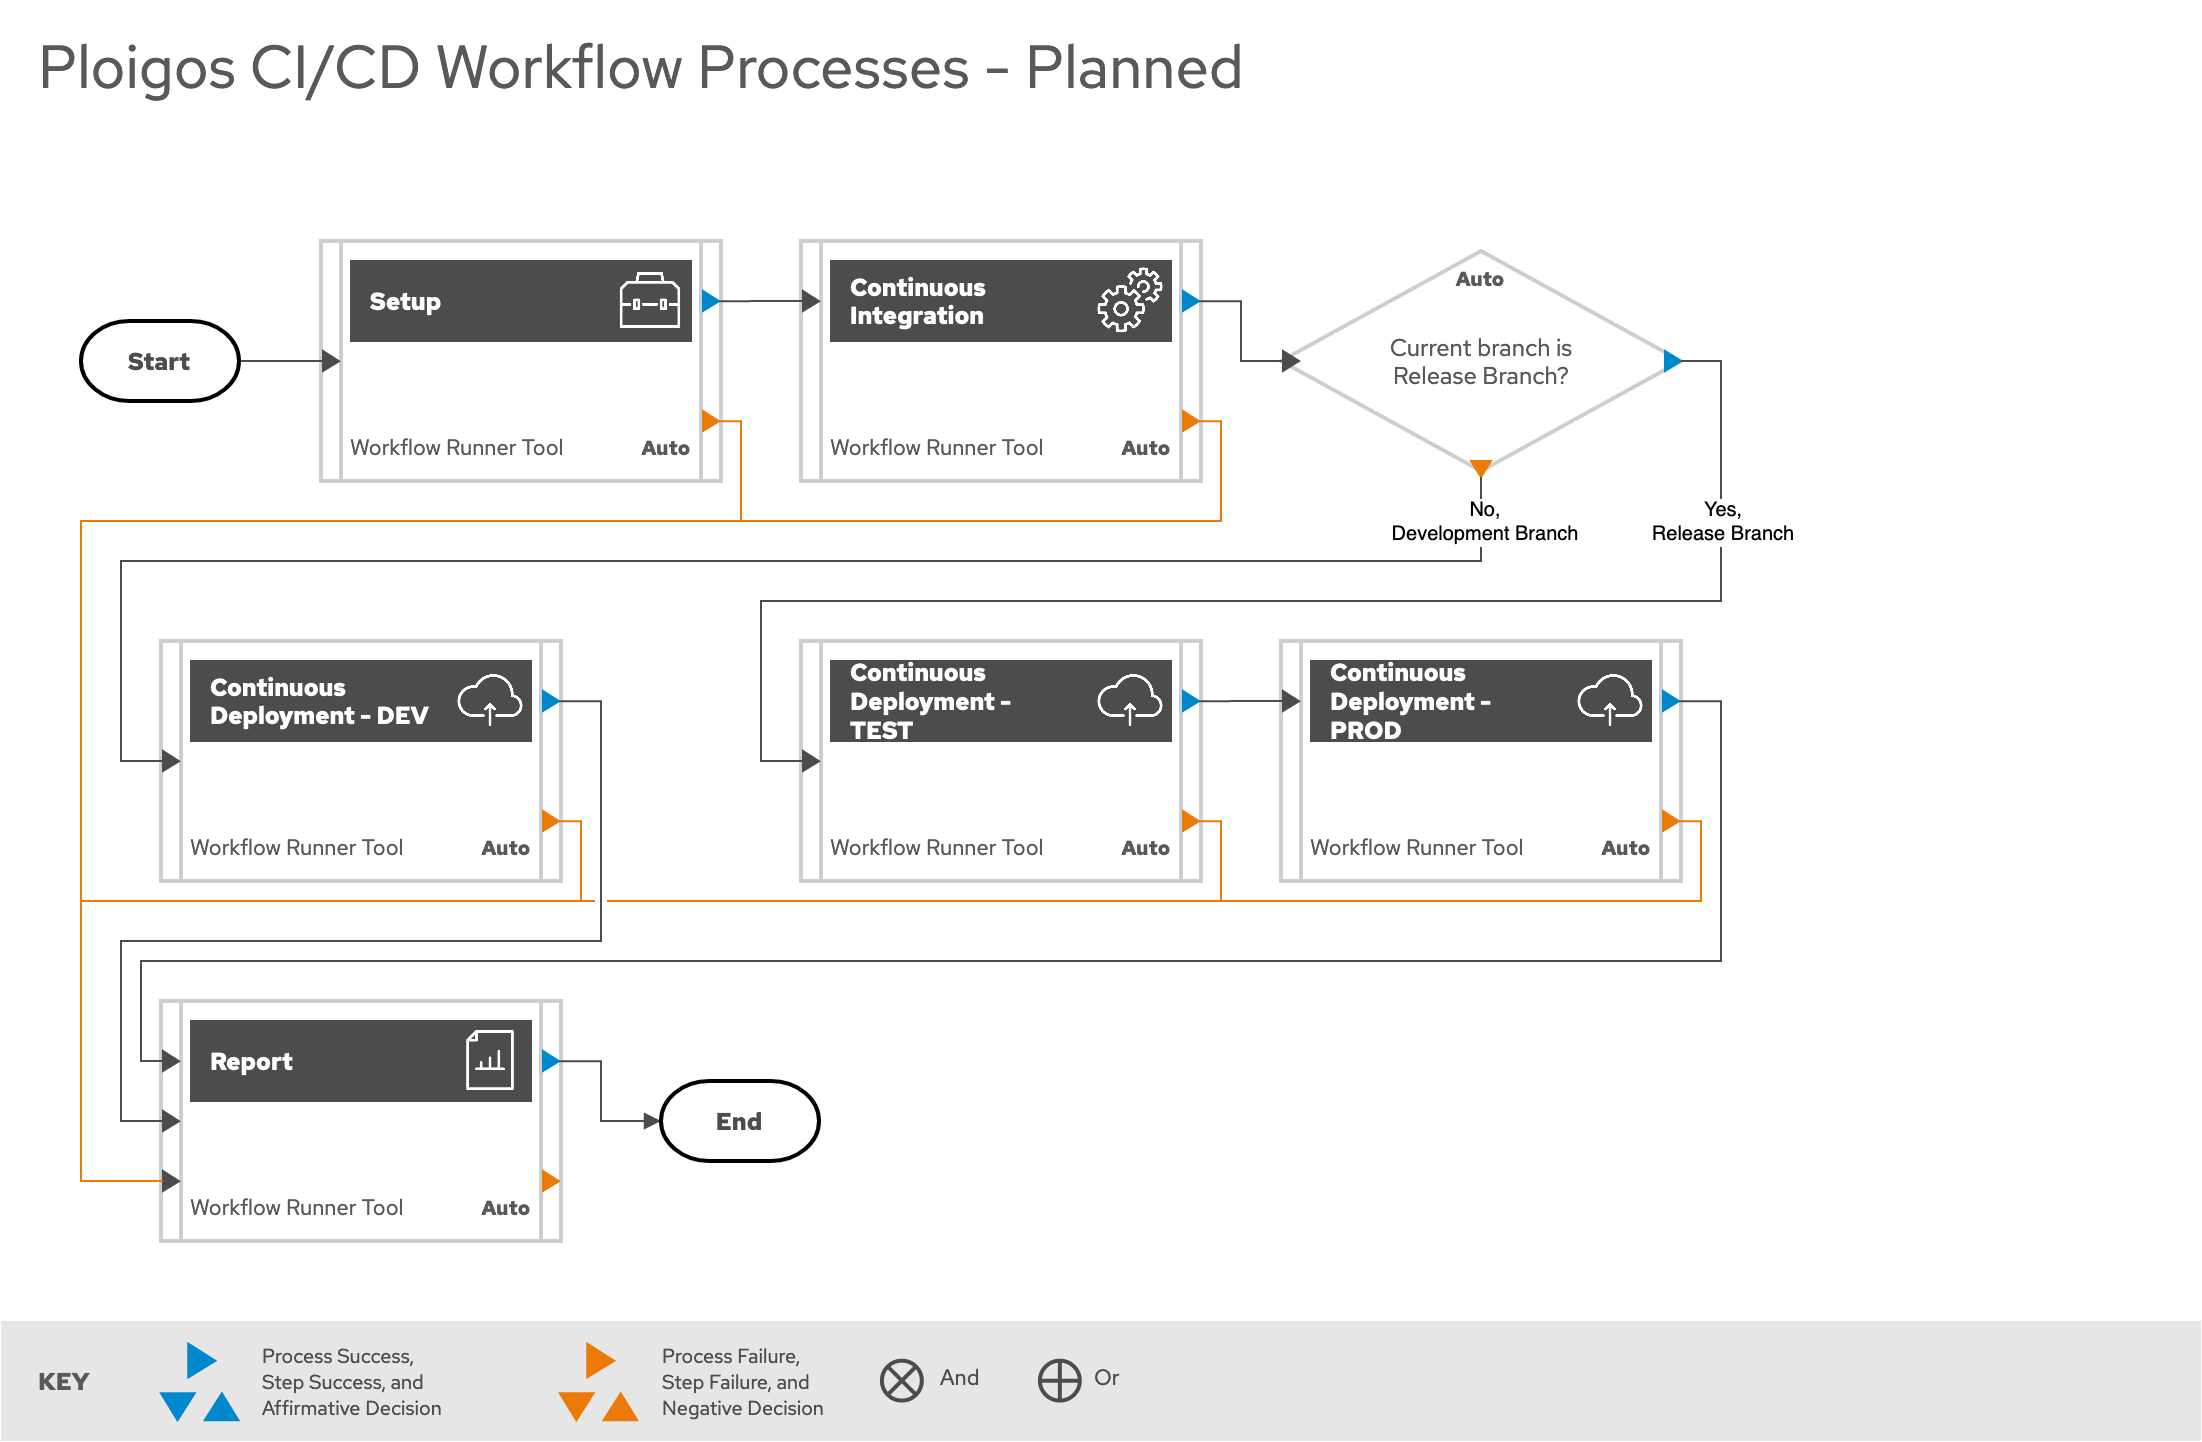 Ploigos CI/CD Workflow Processes - Planned
Start
Setup
Workflow Runner Tool
Auto
Continuous
Integration
Workflow Runner Tool
Auto
Auto
Current branch is
Release Branch?
No,
Development Branch
Yes,
Release Branch
Continuous
Deployment - DEV
Workflow Runner Tool
Auto
Continuous
Deployment -
TEST
Workflow Runner Tool
Auto
Continuous
Deployment -
PROD
Workflow Runner Tool
Auto
Report
Workflow Runner Tool
Auto
End
KEY
Process Success,
Step Success, and
Affirmative Decision
Process Failure,
Step Failure, and
Negative Decision
And
Or